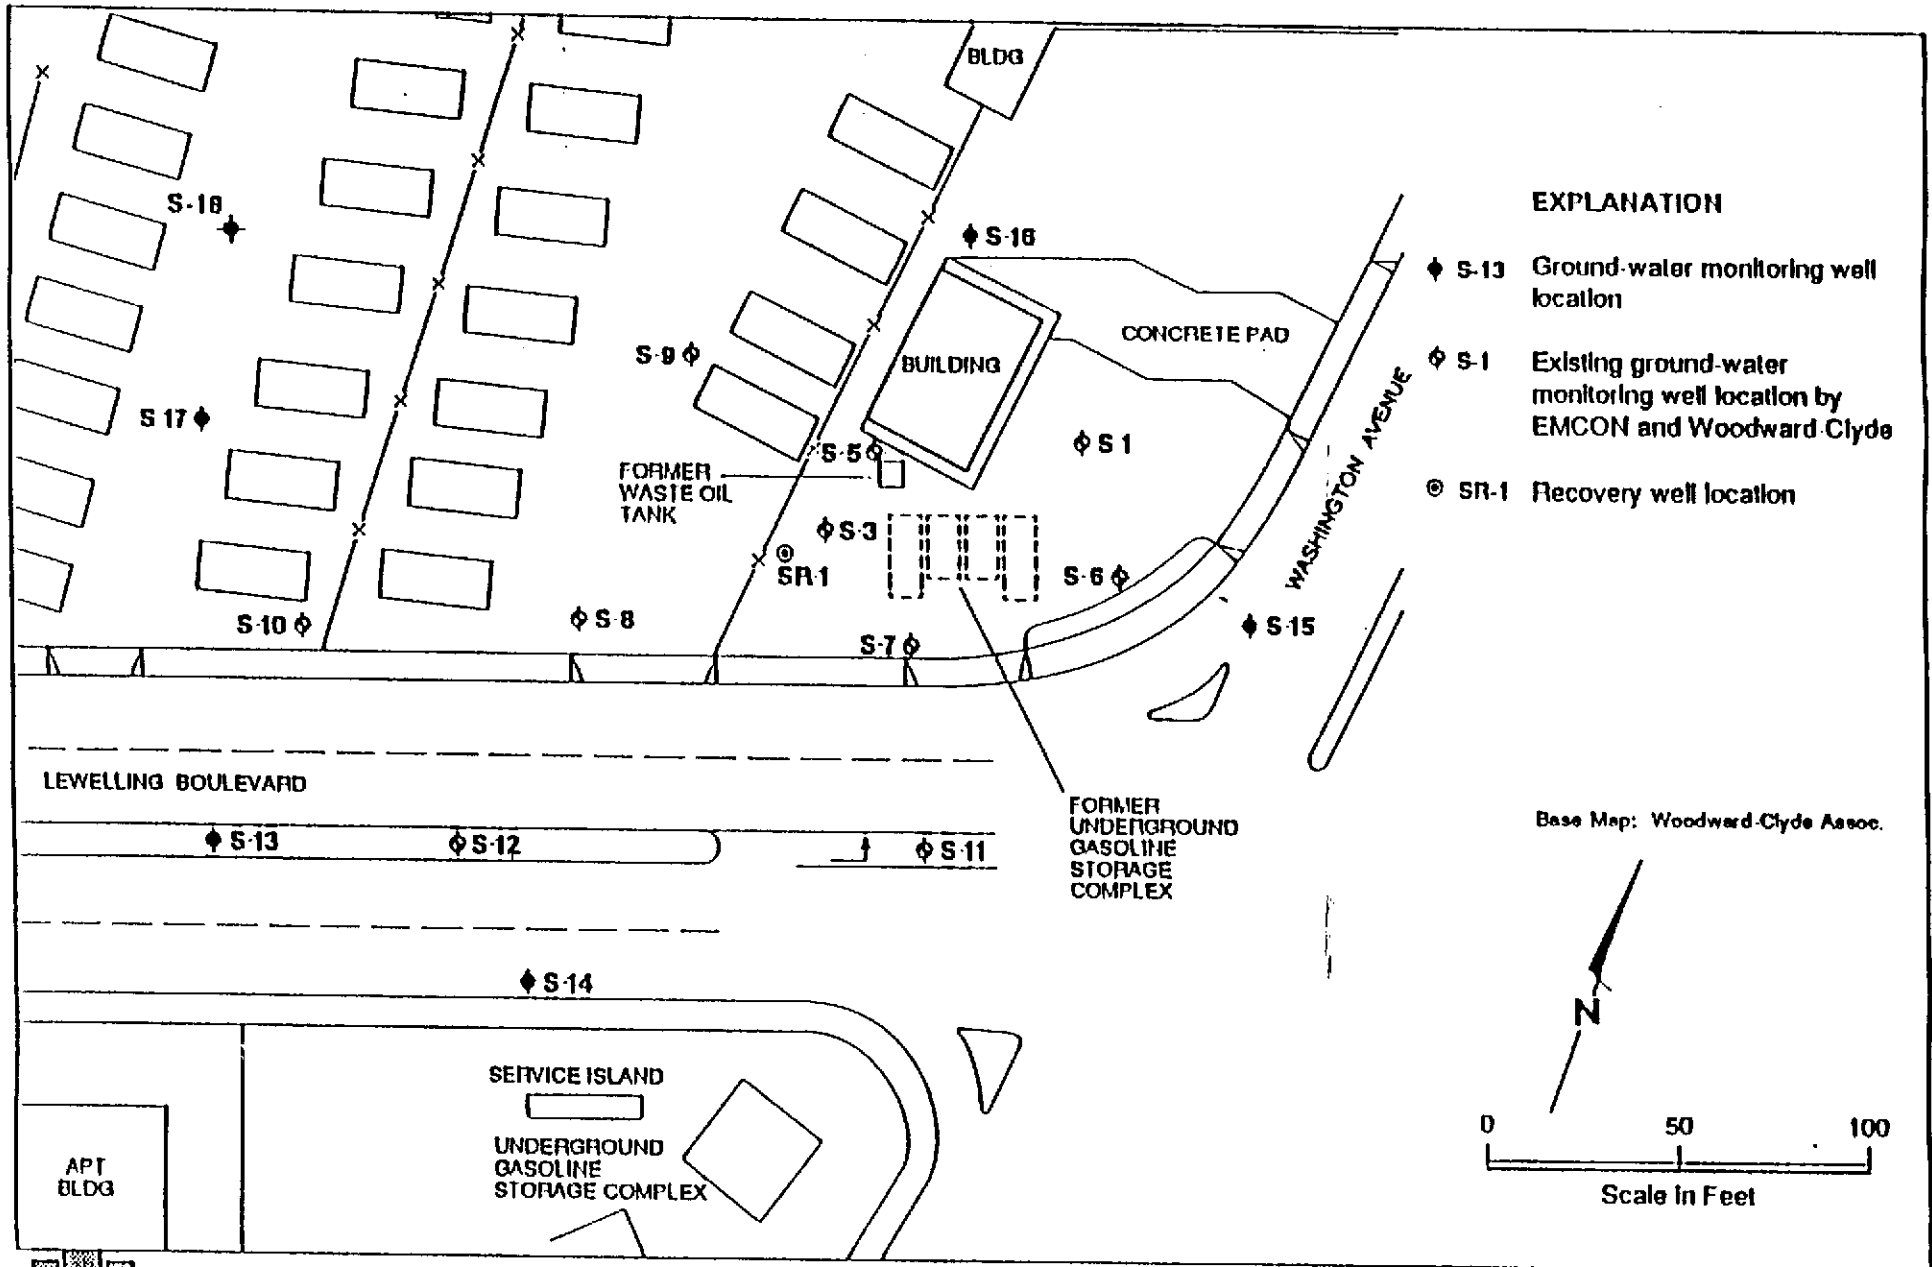 BLDG
S-18
S-16
EXPLANATION
S-13 Ground-water monitoring well
location
S-1 Existing ground-water
monitoring well location by
EMCON and Woodward-Clyde
SR-1 Recovery well location
CONCRETE PAD
BUILDING
S-9
S 17
S-5
S 1
WASHINGTON AVENUE
FORMER
WASTE OIL
TANK
S-3
SR-1
S-6
S-10
S-8
S-7
S-15
LEWELLING BOULEVARD
S-13
S-12
S-11
FORMER
UNDERGROUND
GASOLINE
STORAGE
COMPLEX
Base Map: Woodward-Clyde Assoc.
S-14
N
SERVICE ISLAND
UNDERGROUND
GASOLINE
STORAGE COMPLEX
APT
BLDG
0 50 100
Scale in Feet